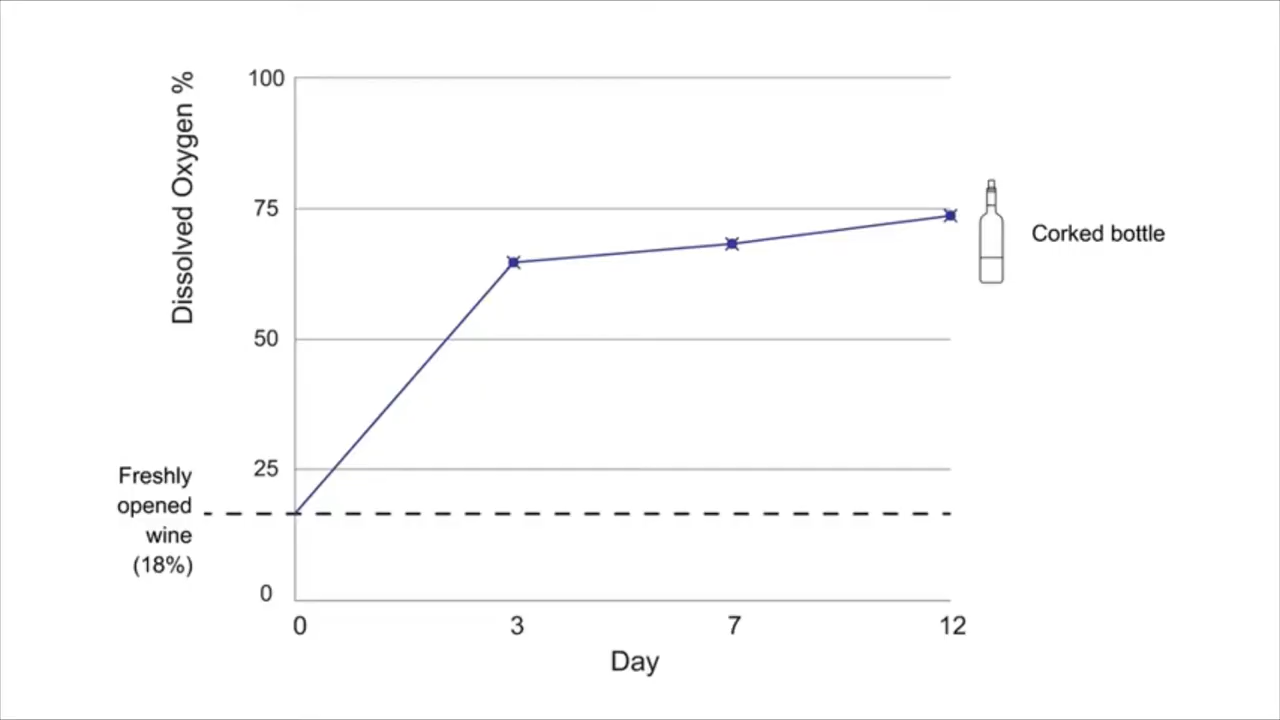 Dissolved Oxygen %
100
75
50
25
0
Freshly
opened
wine
(18%)
0 3 7 12
Day
Corked bottle